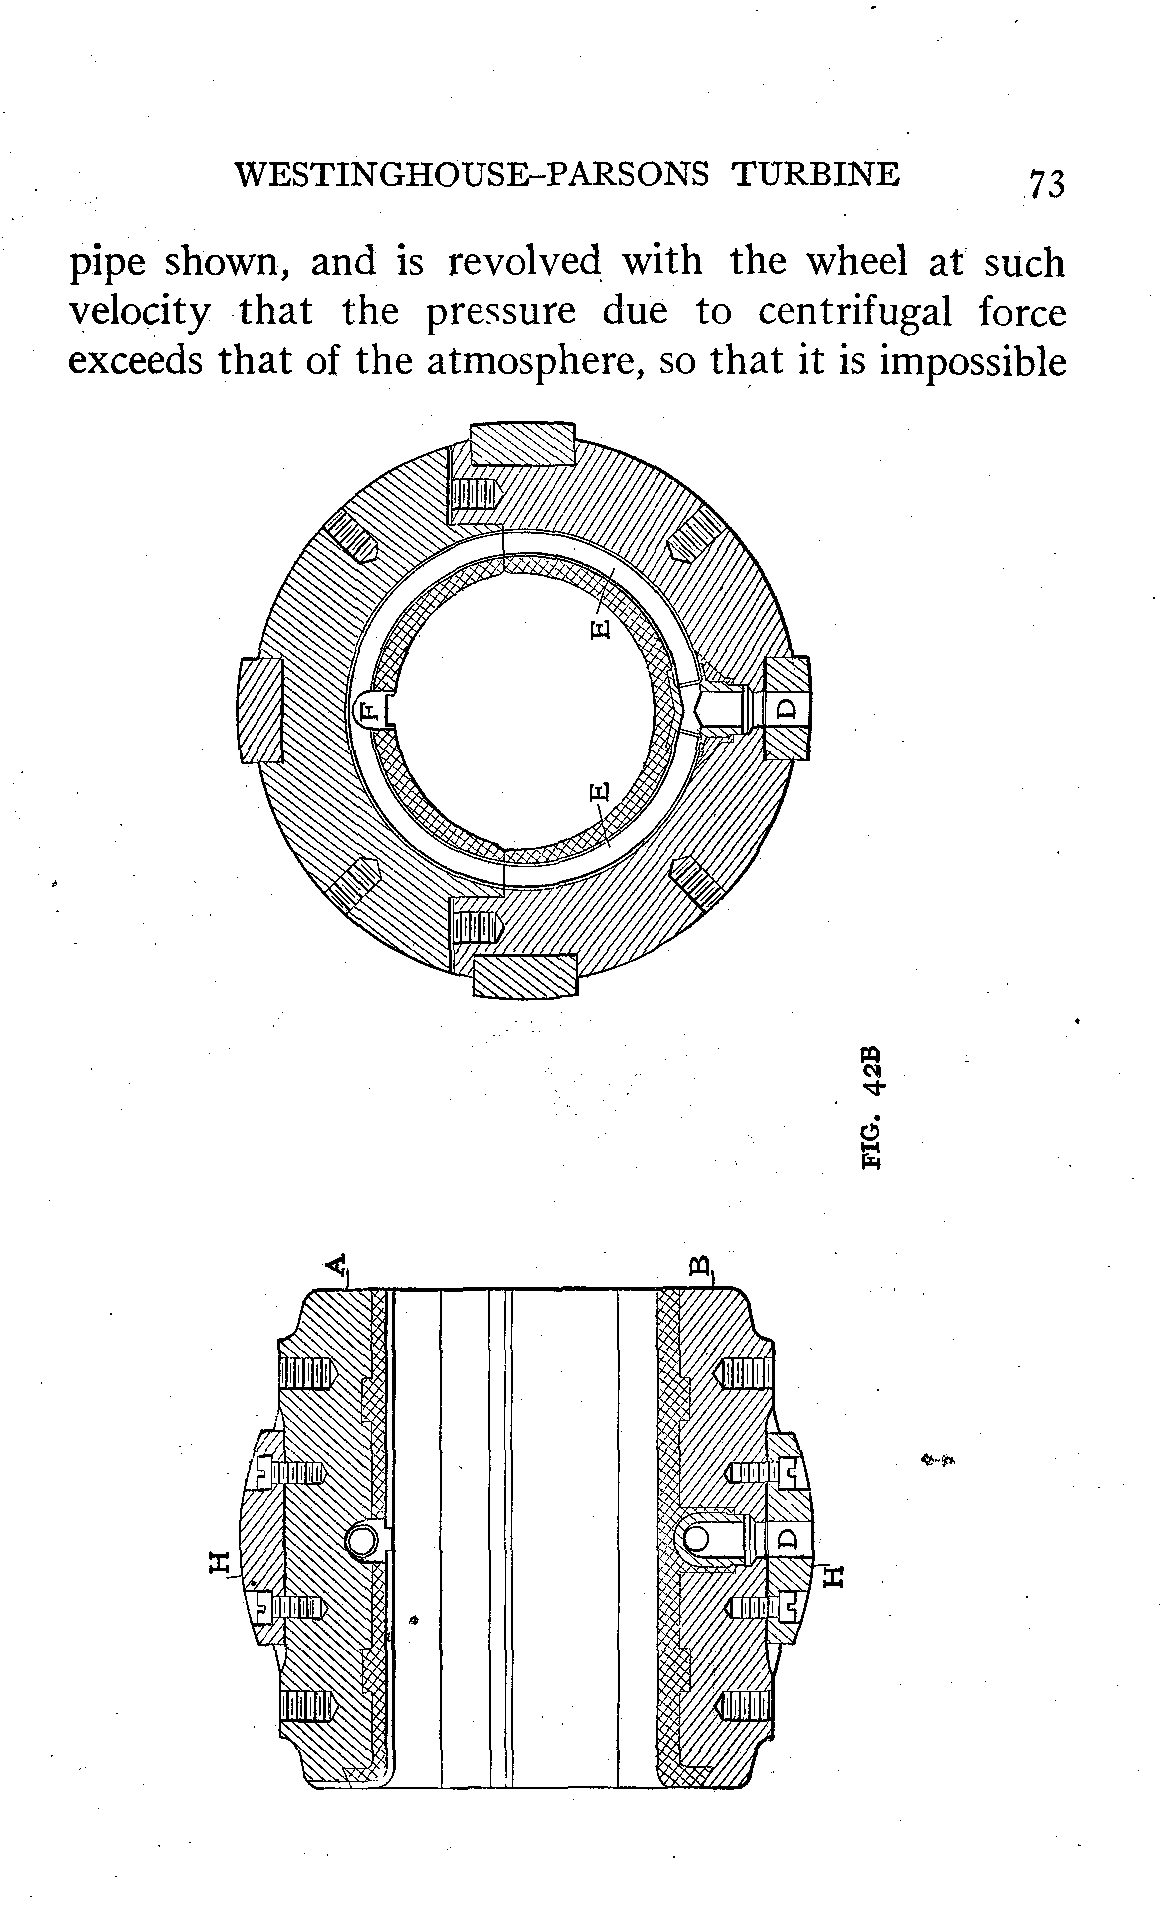 WESTINGHOUSE–PARSONS TURBINE 73
pipe shown, and is revolved with the wheel at such
velocity that the pressure due to centrifugal force
exceeds that of the atmosphere, so that it is impossible
E
F
D
E
FIG. 42B
A
B
H
D
H